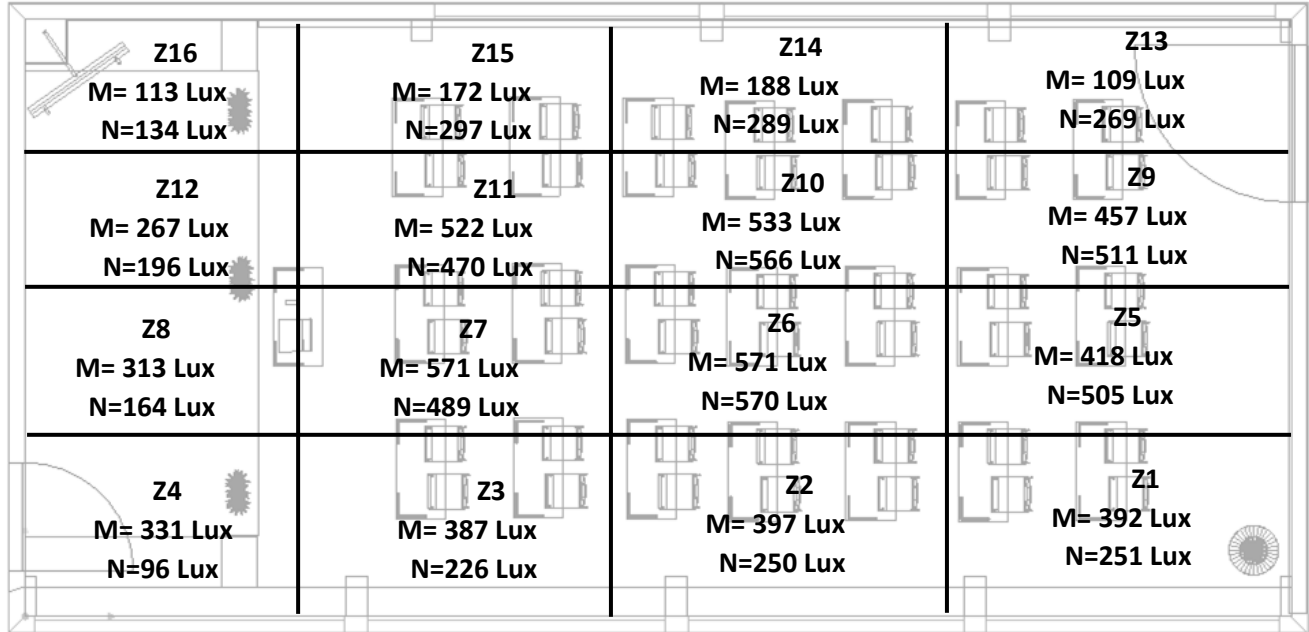 Z16
M= 113 Lux
N=134 Lux
Z15
M= 172 Lux
N=297 Lux
Z14
M= 188 Lux
N=289 Lux
Z13
M= 109 Lux
N=269 Lux
Z12
M= 267 Lux
N=196 Lux
Z11
M= 522 Lux
N=470 Lux
Z10
M= 533 Lux
N=566 Lux
Z9
M= 457 Lux
N=511 Lux
Z8
M= 313 Lux
N=164 Lux
Z7
M= 571 Lux
N=489 Lux
Z6
M= 571 Lux
N=570 Lux
Z5
M= 418 Lux
N=505 Lux
Z4
M= 331 Lux
N=96 Lux
Z3
M= 387 Lux
N=226 Lux
Z2
M= 397 Lux
N=250 Lux
Z1
M= 392 Lux
N=251 Lux